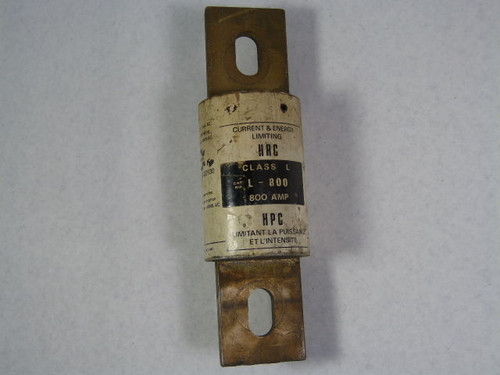 CURRENT & ENERGY
LIMITING
HRC
CLASS L
L-800
800 AMP
HPC
LIMITANT LA PUISSANCE
ET L'INTENSITÉ